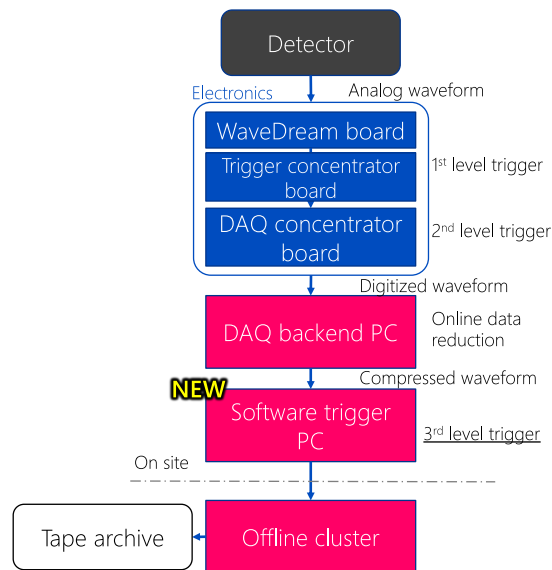 Detector
Electronics
Analog waveform
WaveDream board
Trigger concentrator
board
1st level trigger
DAQ concentrator
board
2nd level trigger
Digitized waveform
DAQ backend PC
Online data
reduction
Compressed waveform
NEW
Software trigger
PC
3rd level trigger
On site
Tape archive
Offline cluster